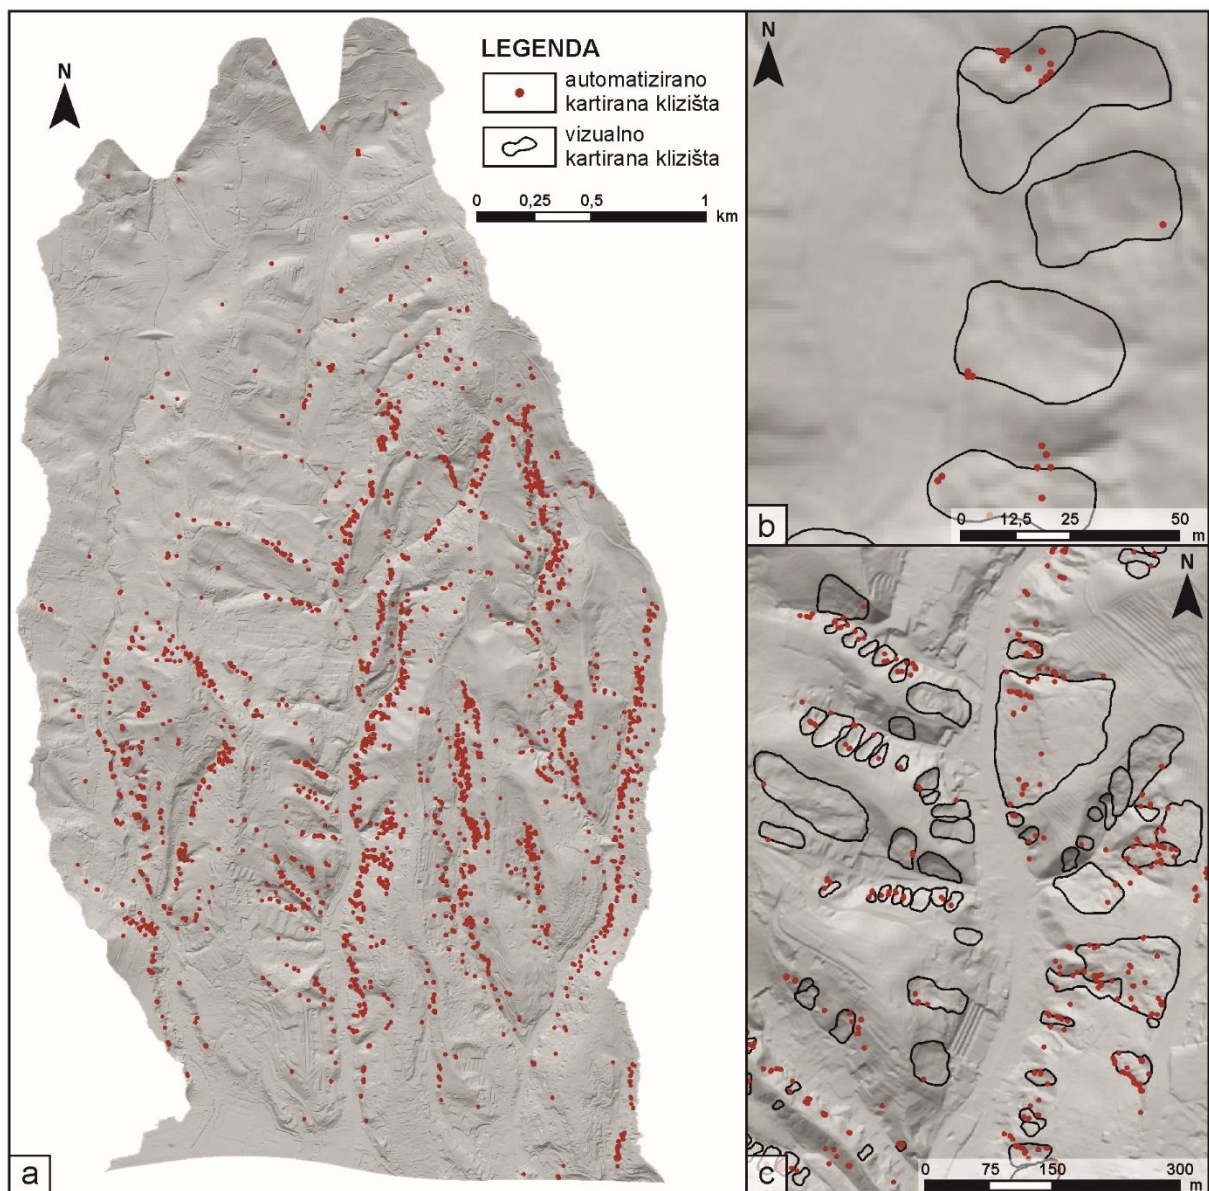 N
LEGENDA
automatizirano
kartirana klizišta
vizualno
kartirana klizišta
0 0,25 0,5 1
km
a
N
b
0 12,5 25 50
m
N
c
0 75 150 300
m